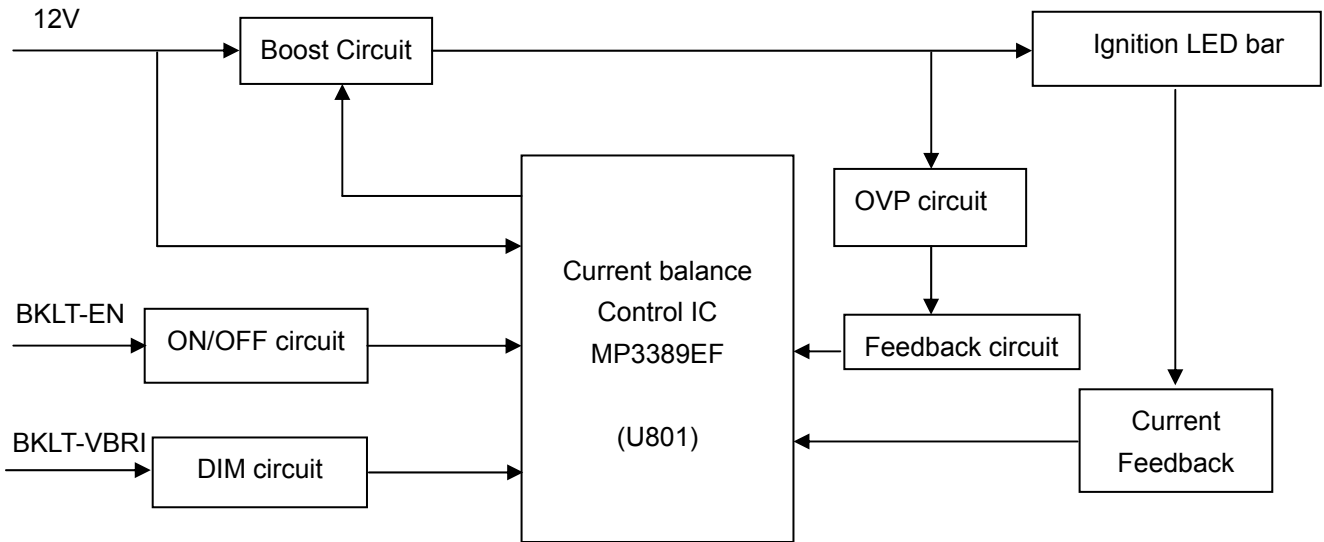 12V
Boost Circuit
Ignition LED bar
OVP circuit
Current balance
Control IC
MP3389EF
(U801)
BKLT-EN
ON/OFF circuit
Feedback circuit
BKLT-VBRI
DIM circuit
Current
Feedback